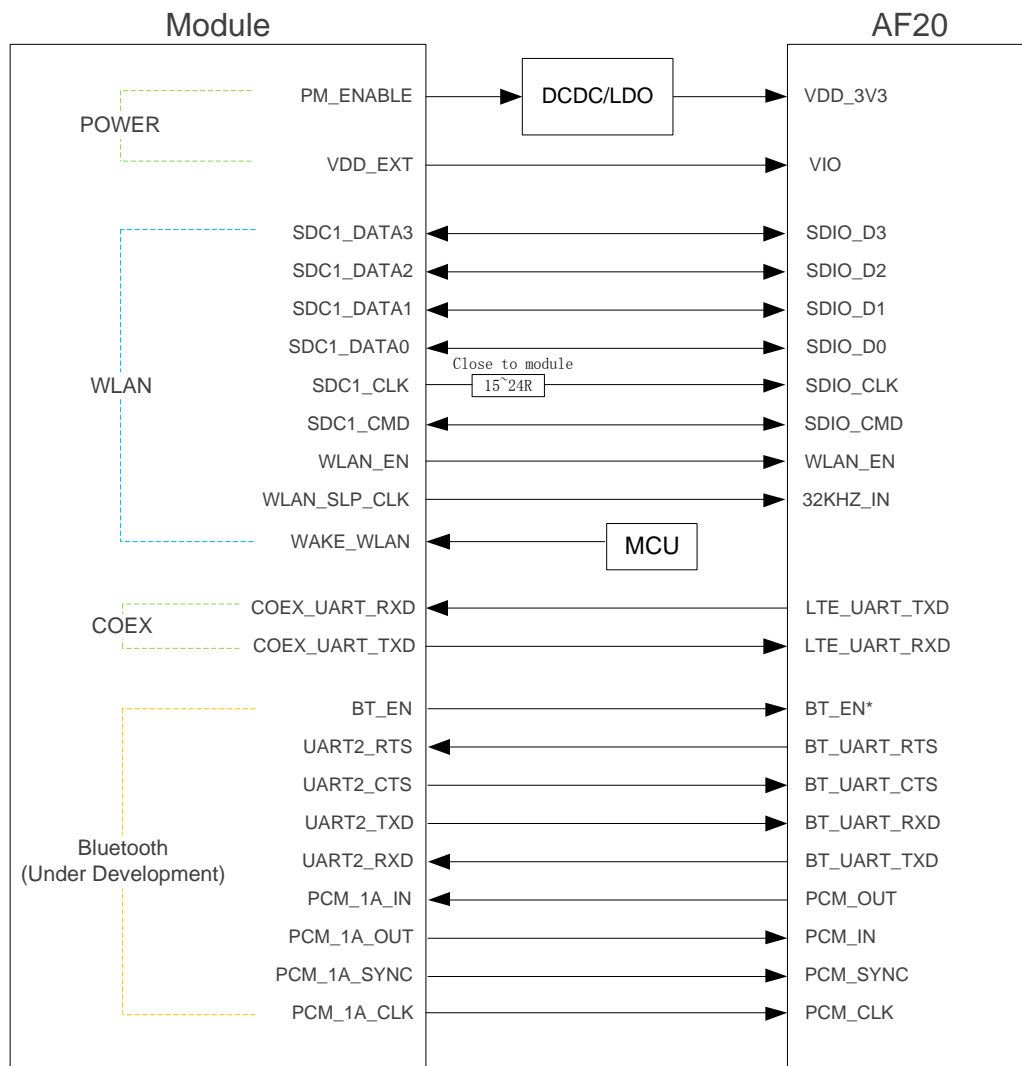 Module
AF20
PM_ENABLE
DCDC/LDO
VDD_3V3
POWER
VDD_EXT
VIO
SDC1_DATA3
SDIO_D3
SDC1_DATA2
SDIO_D2
SDC1_DATA1
SDIO_D1
SDC1_DATA0
SDIO_D0
Close to module
WLAN
SDC1_CLK
15~24R
SDIO_CLK
SDC1_CMD
SDIO_CMD
WLAN_EN
WLAN_EN
WLAN_SLP_CLK
32KHZ_IN
WAKE_WLAN
MCU
COEX_UART_RXD
LTE_UART_TXD
COEX
COEX_UART_TXD
LTE_UART_RXD
BT_EN
BT_EN*
UART2_RTS
BT_UART_RTS
UART2_CTS
BT_UART_CTS
UART2_TXD
BT_UART_RXD
Bluetooth
(Under Development)
UART2_RXD
BT_UART_TXD
PCM_1A_IN
PCM_OUT
PCM_1A_OUT
PCM_IN
PCM_1A_SYNC
PCM_SYNC
PCM_1A_CLK
PCM_CLK